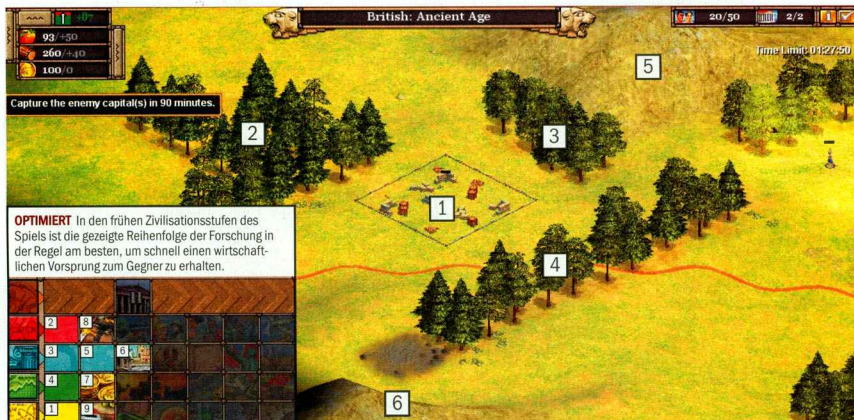 +87
British: Ancient Age
20/50
2/2
1
93/+50
260/+40
100/0
Time Limit: 01:27:50
Capture the enemy capital(s) in 90 minutes.
5
2
3
1
4
6
OPTIMIERT In den frühen Zivilisationsstufen des
Spiels ist die gezeigte Reihenfolge der Forschung in
der Regel am besten, um schnell einen wirtschaft-
lichen Vorsprung zum Gegner zu erhalten.
2 8
3 5 6
4 7
1 9